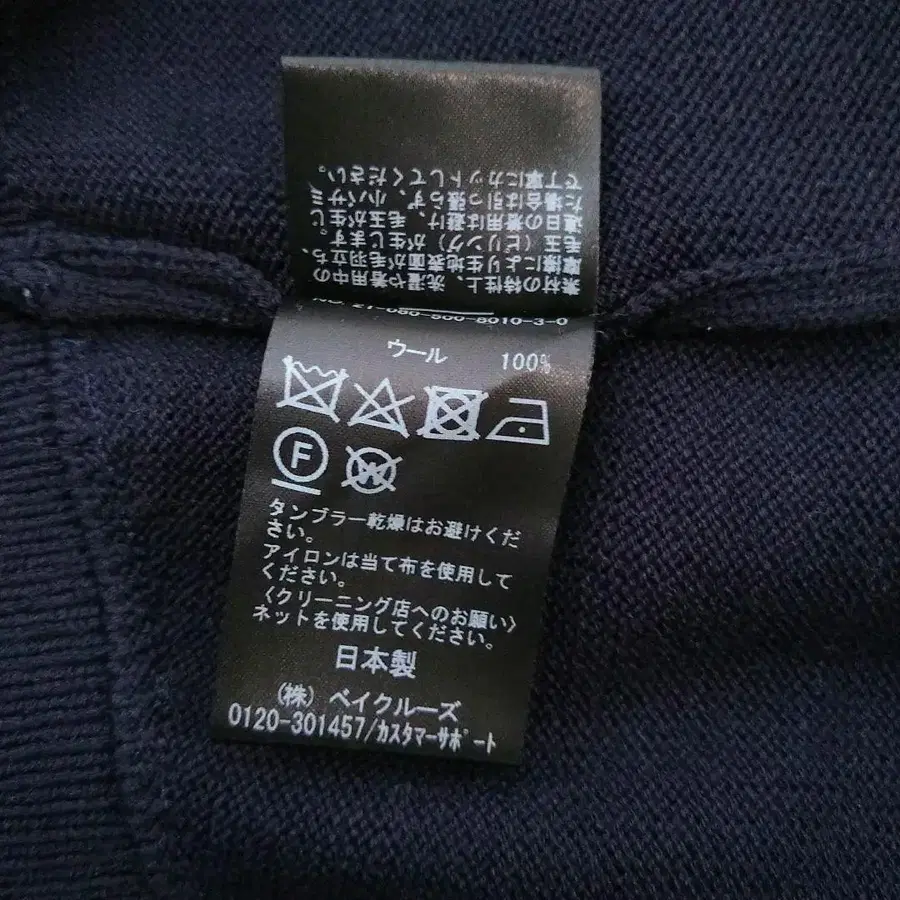 素材の特性上、洗濯や着用中の
摩擦により生地表面が毛羽立ち、
毛玉(ピリング)が生じます。
連日の着用は避け、毛玉が生じ
た場合は引っ張らず、小バサミ
で丁寧にカットしてください。
ウール 100%
F
W
タンブラー乾燥はお避けくだ
さい。
アイロンは当て布を使用して
ください。
〈クリーニング店へのお願い〉
ネットを使用してください。
日本製
(株) ベイクルーズ
0120-301457/カスタマーサポート